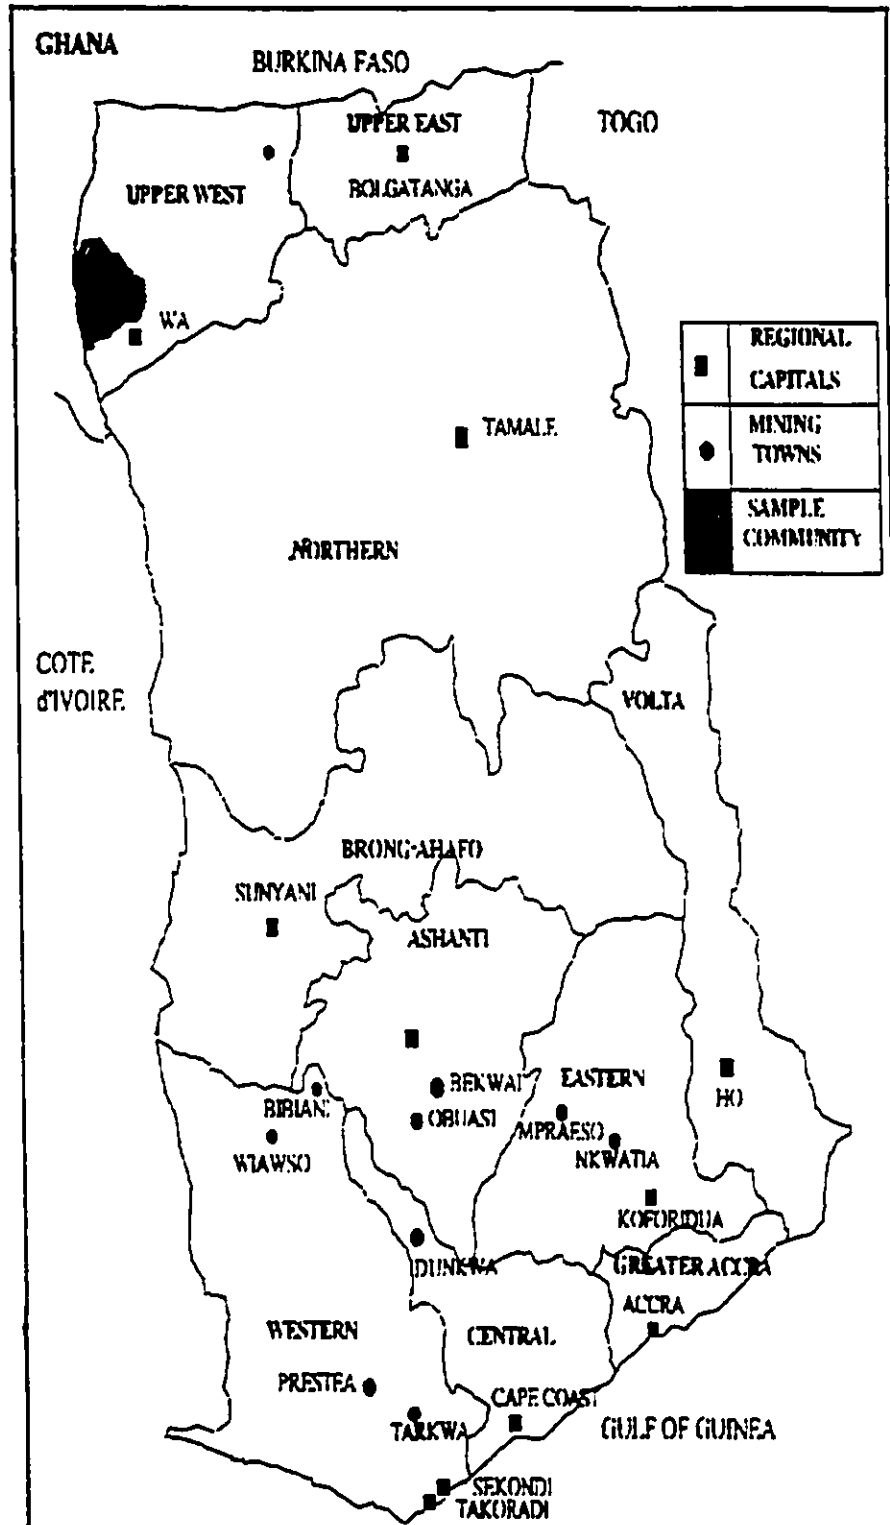 GHANA
BURKINA FASO
TOGO
UPPER EAST
BOLGATANGA
UPPER WEST
WA
REGIONAL
CAPITALS
MINING
TOWNS
SAMPLE
COMMUNITY
TAMALE
NORTHERN
COTE
d'IVOIRE
VOLTA
BRONG-AHAFO
SUNYANI
ASHANTI
BEKWAI
EASTERN
HO
BIBIANI
OBUASI
MPRAESO
WIAWSO
NKWATIA
KOFORIDUA
DUNKWA
GREATER ACCRA
ACCRA
WESTERN
CENTRAL
PRESTEA
CAPE COAST
TARKWA
GULF OF GUINEA
SEKONDI
TAKORADI